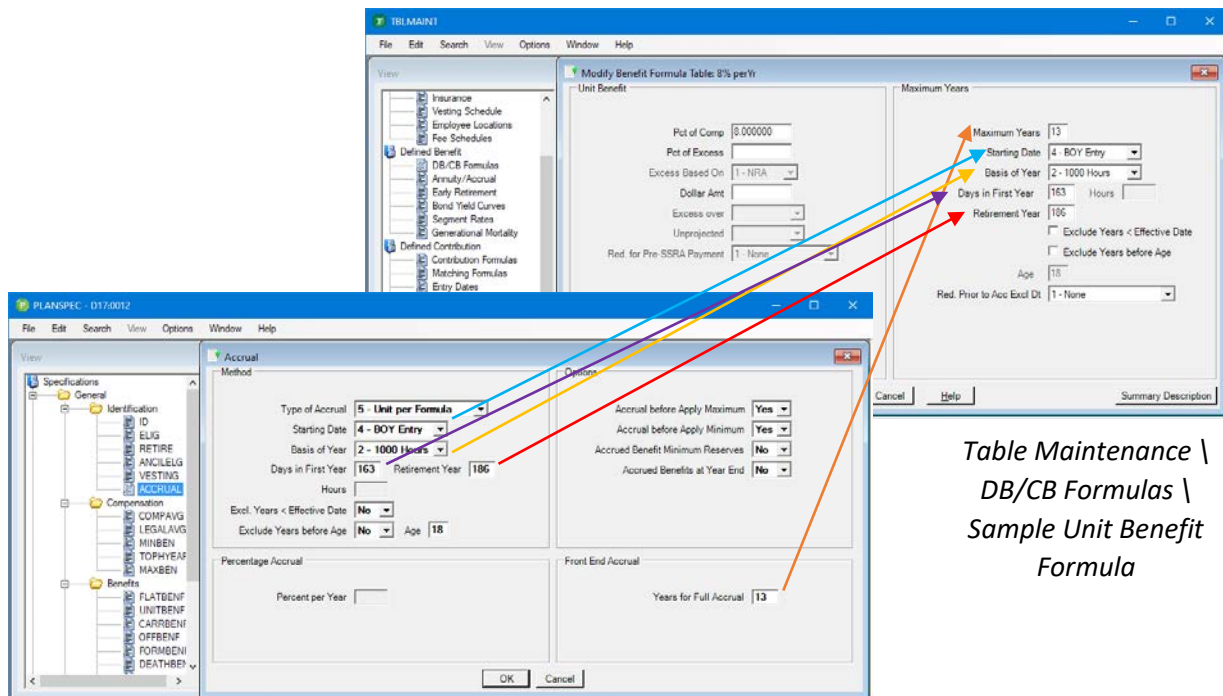 TBLMAINT
File Edit Search View Options Window Help
View
Insurance
Vesting Schedule
Employee Locations
Fee Schedules
Defined Benefit
DB/CB Formulas
Annuity/Accrual
Early Retirement
Bond Yield Curves
Segment Rates
Generational Mortality
Defined Contribution
Contribution Formulas
Matching Formulas
Entry Dates
Modify Benefit Formula Table: 8% perYr
Unit Benefit
Pct of Comp 8.000000
Pct of Excess
Excess Based On 1 - NRA
Dollar Amt
Excess over
Unprojected
Red. for Pre-SSRA Payment 1 - None
Maximum Years
Maximum Years 13
Starting Date 4 - BOY Entry
Basis of Year 2 - 1000 Hours
Days in First Year 163 Hours
Retirement Year 186
Exclude Years < Effective Date
Exclude Years before Age
Age 18
Red. Prior to Acc Excl Dt 1 - None
Cancel Help Summary Description
PLANSPEC - D17:0012
File Edit Search View Options Window Help
View
Specifications
General
Identification
ID
ELIG
RETIRE
ANCILELG
VESTING
ACCRUAL
Compensation
COMPAVG
LEGALAVG
MINBEN
TOPHYEAR
MAXBEN
Benefits
FLATBENF
UNITBENF
CARRBENF
OFFBENF
FORMBENI
DEATHBEN
Accrual
Method
Type of Accrual 5 - Unit per Formula
Starting Date 4 - BOY Entry
Basis of Year 2 - 1000 Hours
Days in First Year 163 Retirement Year 186
Hours
Excl. Years < Effective Date No
Exclude Years before Age No Age 18
Options
Accrual before Apply Maximum Yes
Accrual before Apply Minimum Yes
Accrued Benefit Minimum Reserves No
Accrued Benefits at Year End No
Percentage Accrual
Percent per Year
Front End Accrual
Years for Full Accrual 13
OK Cancel
Table Maintenance \
DB/CB Formulas \
Sample Unit Benefit
Formula